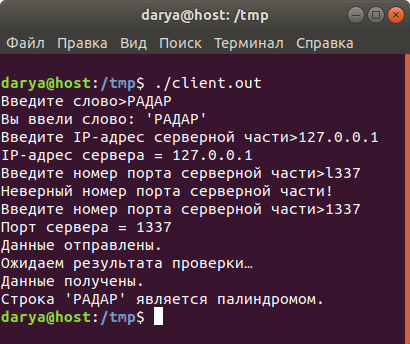 darya@host: /tmp
Файл Правка Вид Поиск Терминал Справка
darya@host:/tmp$ ./client.out
Введите слово>РАДАР
Вы ввели слово: 'РАДАР'
Введите IP-адрес серверной части>127.0.0.1
IP-адрес сервера = 127.0.0.1
Введите номер порта серверной части>l337
Неверный номер порта серверной части!
Введите номер порта серверной части>1337
Порт сервера = 1337
Данные отправлены.
Ожидаем результата проверки…
Данные получены.
Строка 'РАДАР' является палиндромом.
darya@host:/tmp$